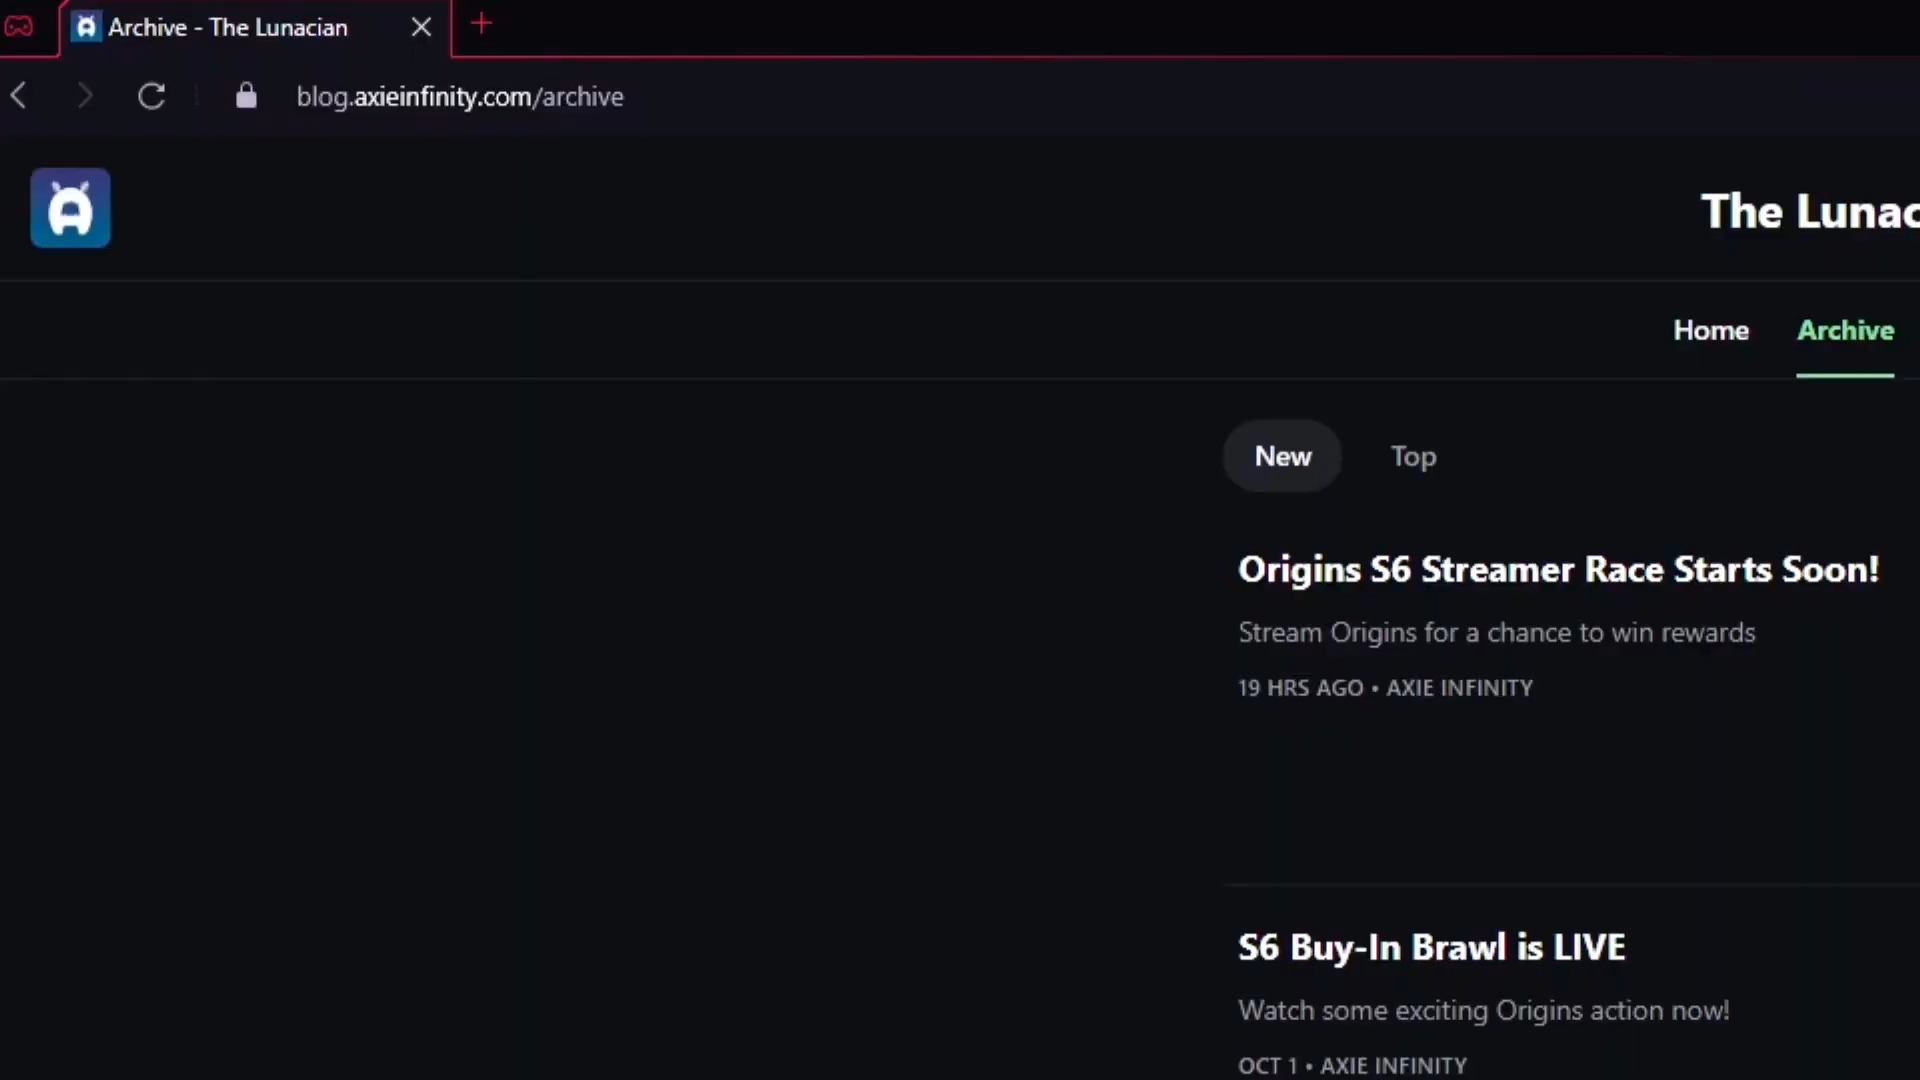 Archive - The Lunacian
blog.axieinfinity.com/archive
The Lunac
Home Archive
New Top
Origins S6 Streamer Race Starts Soon!
Stream Origins for a chance to win rewards
19 HRS AGO • AXIE INFINITY
S6 Buy-In Brawl is LIVE
Watch some exciting Origins action now!
OCT 1 • AXIE INFINITY